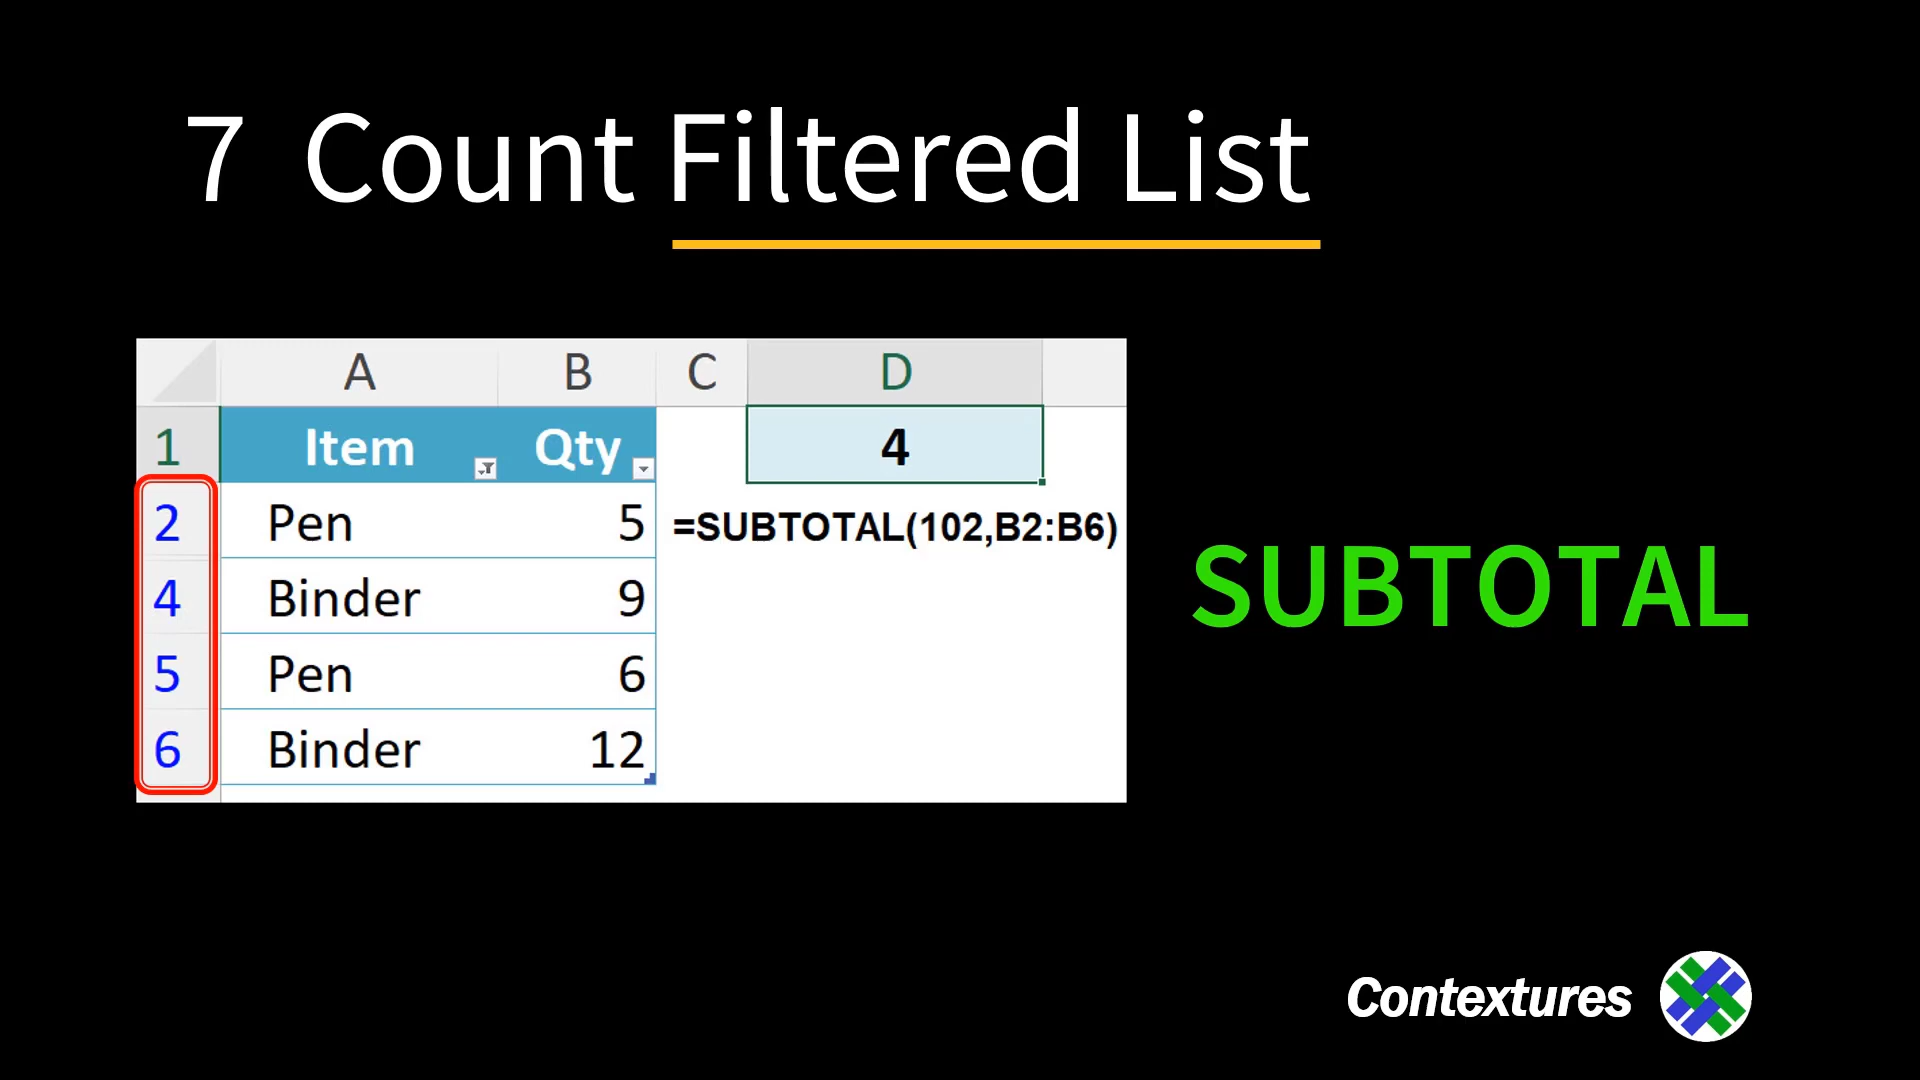 7 Count Filtered List
A B C D
1 Item Qty 4
2 Pen 5 =SUBTOTAL(102,B2:B6)
4 Binder 9
5 Pen 6
6 Binder 12
SUBTOTAL
Contextures